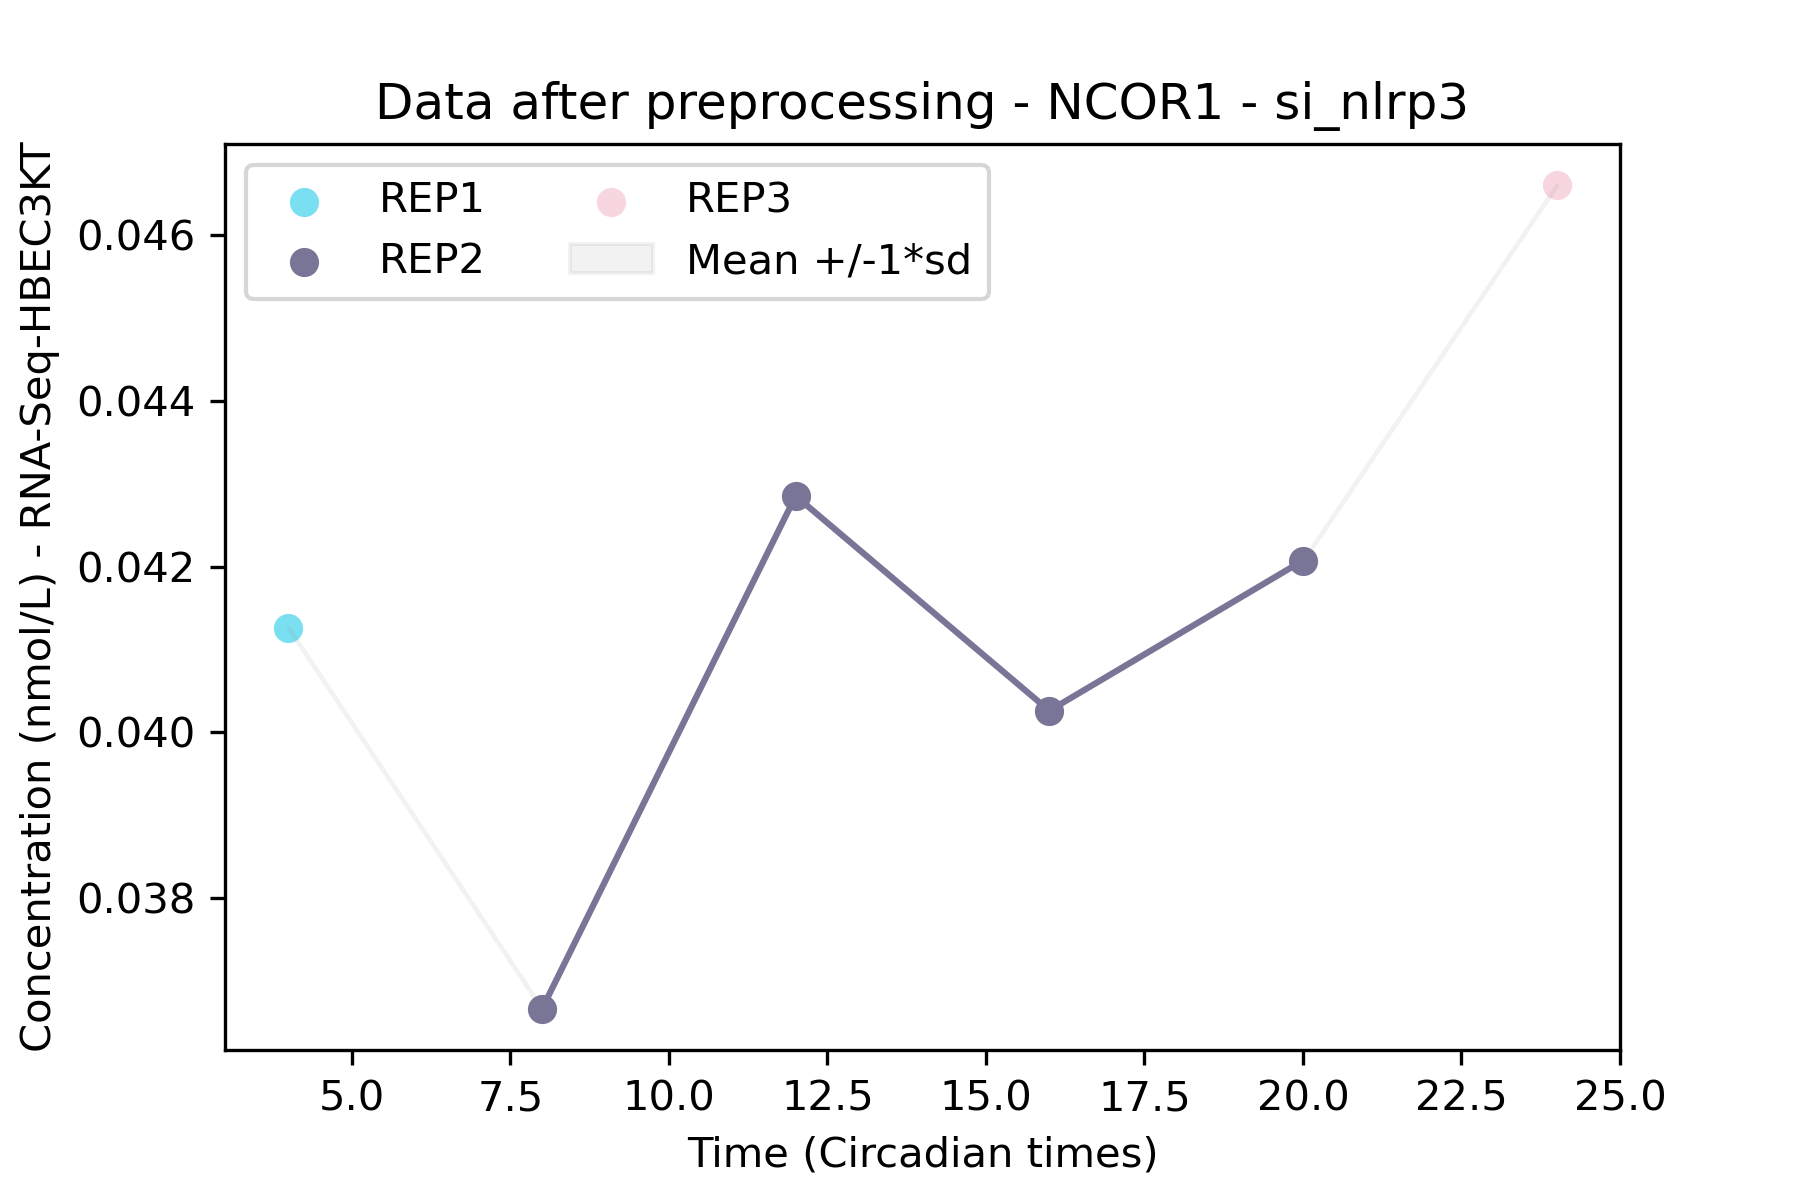 Data after preprocessing - NCOR1 - si_nlrp3
Concentration (nmol/L) - RNA-Seq-HBEC3KT
REP1
REP2
REP3
Mean +/-1*sd
0.046
0.044
0.042
0.040
0.038
5.0 7.5 10.0 12.5 15.0 17.5 20.0 22.5 25.0
Time (Circadian times)